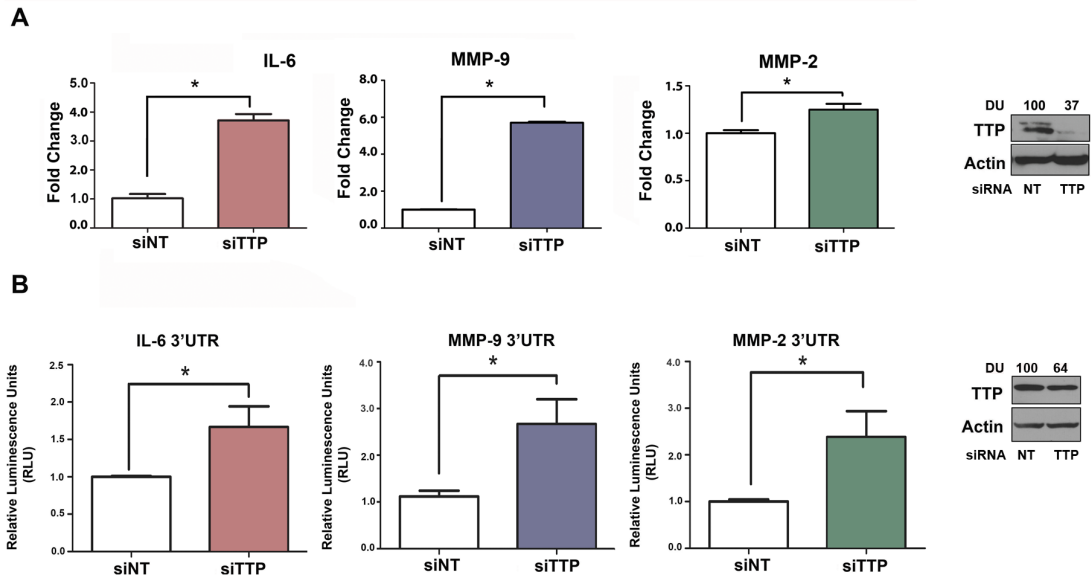 A
IL-6
MMP-9
MMP-2
Fold Change
5.0
4.0
3.0
2.0
1.0
0.0
*
siNT
siTTP
Fold Change
8.0
6.0
4.0
2.0
0.0
*
siNT
siTTP
Fold Change
1.5
1.0
0.5
0.0
*
siNT
siTTP
DU 100 37
TTP
Actin
siRNA NT TTP
B
IL-6 3’UTR
MMP-9 3’UTR
MMP-2 3’UTR
Relative Luminescence Units
(RLU)
2.5
2.0
1.5
1.0
0.5
0.0
*
siNT
siTTP
Relative Luminescence Units
(RLU)
4.0
3.0
2.0
1.0
0.0
*
siNT
siTTP
Relative Luminescence Units
(RLU)
4.0
3.0
2.0
1.0
0.0
*
siNT
siTTP
DU 100 64
TTP
Actin
siRNA NT TTP